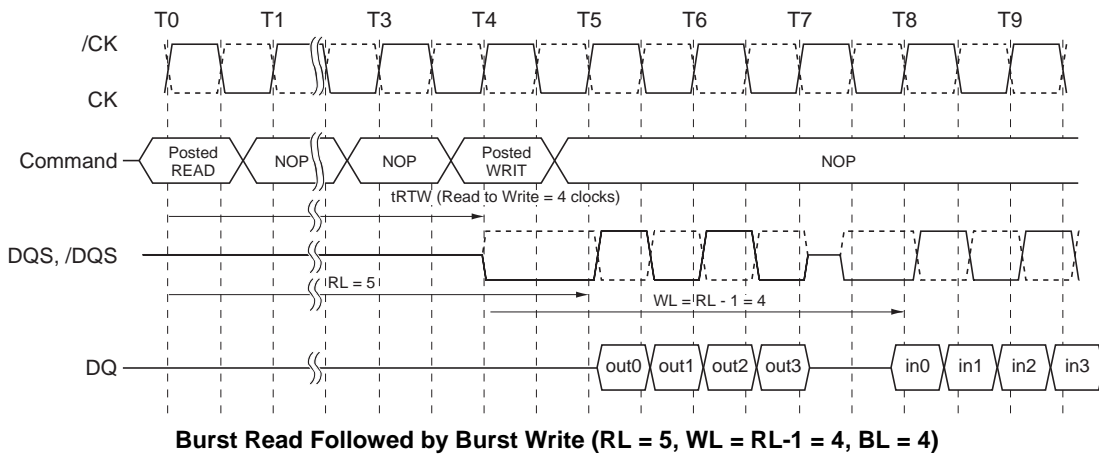 T0 T1 T3 T4 T5 T6 T7 T8 T9
/CK
CK
Command
Posted READ
NOP
NOP
Posted WRIT
NOP
tRTW (Read to Write = 4 clocks)
DQS, /DQS
RL = 5
WL = RL - 1 = 4
DQ
out0 out1 out2 out3 in0 in1 in2 in3
Burst Read Followed by Burst Write (RL = 5, WL = RL-1 = 4, BL = 4)